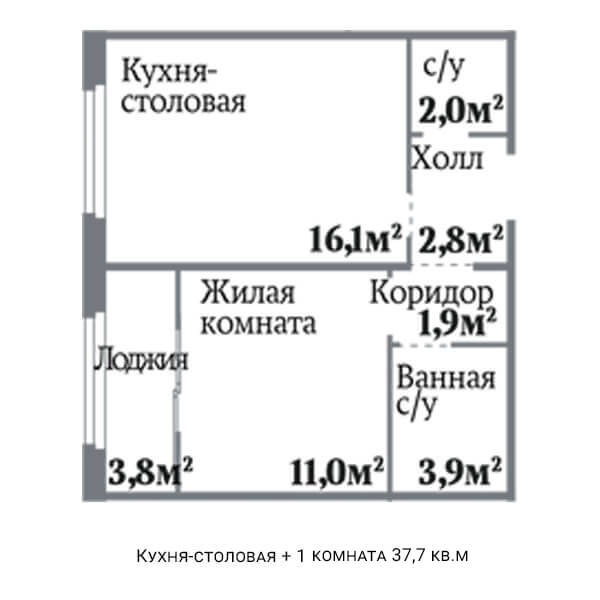 Кухня-
столовая
16,1м²
с/у
2,0м²
Холл
2,8м²
Жилая
комната
11,0м²
Коридор
1,9м²
Лоджия
3,8м²
Ванная
с/у
3,9м²
Кухня-столовая + 1 комната 37,7 кв.м